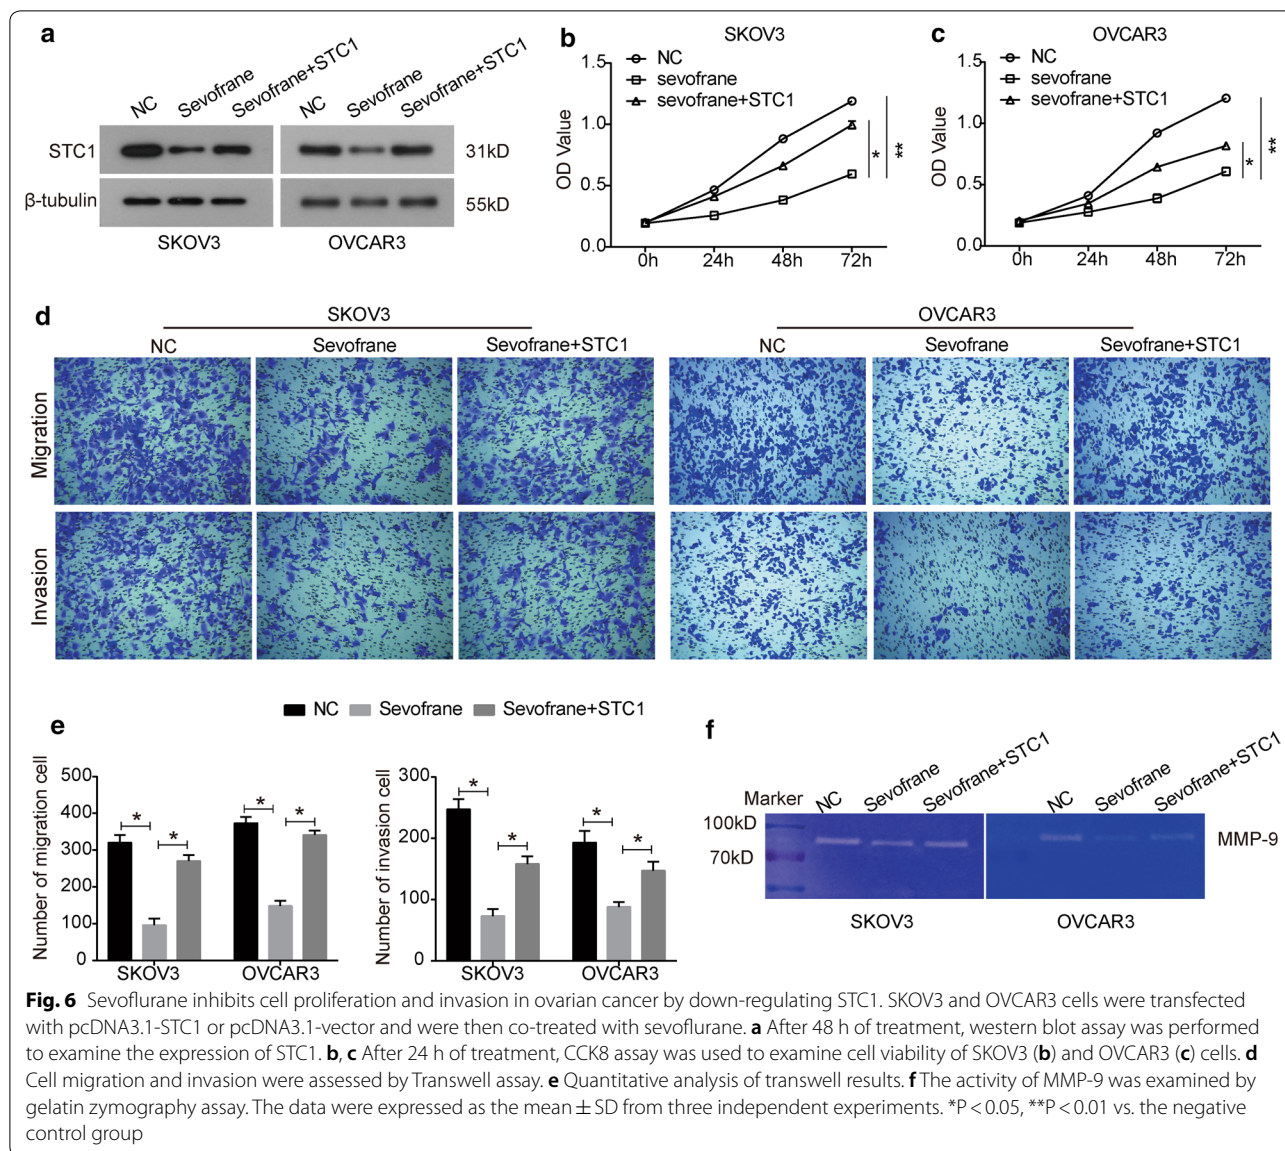 a
NC Sevofrane Sevofrane+STC1 NC Sevofrane Sevofrane+STC1
STC1 31kD
β-tubulin 55kD
SKOV3 OVCAR3
b SKOV3
NC
sevofrane
sevofrane+STC1
OD Value
1.5
1.0
0.5
0.0
0h 24h 48h 72h
* **
c OVCAR3
NC
sevofrane
sevofrane+STC1
OD Value
1.5
1.0
0.5
0.0
0h 24h 48h 72h
* **
d SKOV3 OVCAR3
NC Sevofrane Sevofrane+STC1 NC Sevofrane Sevofrane+STC1
Migration
Invasion
NC Sevofrane Sevofrane+STC1
e
Number of migration cell
500
400
300
200
100
0
* * * *
SKOV3 OVCAR3
Number of invasion cell
300
200
100
0
* * * *
SKOV3 OVCAR3
f
Marker NC Sevofrane Sevofrane+STC1 NC Sevofrane Sevofrane+STC1
100kD
70kD
MMP-9
SKOV3 OVCAR3
Fig. 6 Sevoflurane inhibits cell proliferation and invasion in ovarian cancer by down-regulating STC1. SKOV3 and OVCAR3 cells were transfected
with pcDNA3.1-STC1 or pcDNA3.1-vector and were then co-treated with sevoflurane. a After 48 h of treatment, western blot assay was performed
to examine the expression of STC1. b, c After 24 h of treatment, CCK8 assay was used to examine cell viability of SKOV3 (b) and OVCAR3 (c) cells. d
Cell migration and invasion were assessed by Transwell assay. e Quantitative analysis of transwell results. f The activity of MMP-9 was examined by
gelatin zymography assay. The data were expressed as the mean ± SD from three independent experiments. *P < 0.05, **P < 0.01 vs. the negative
control group